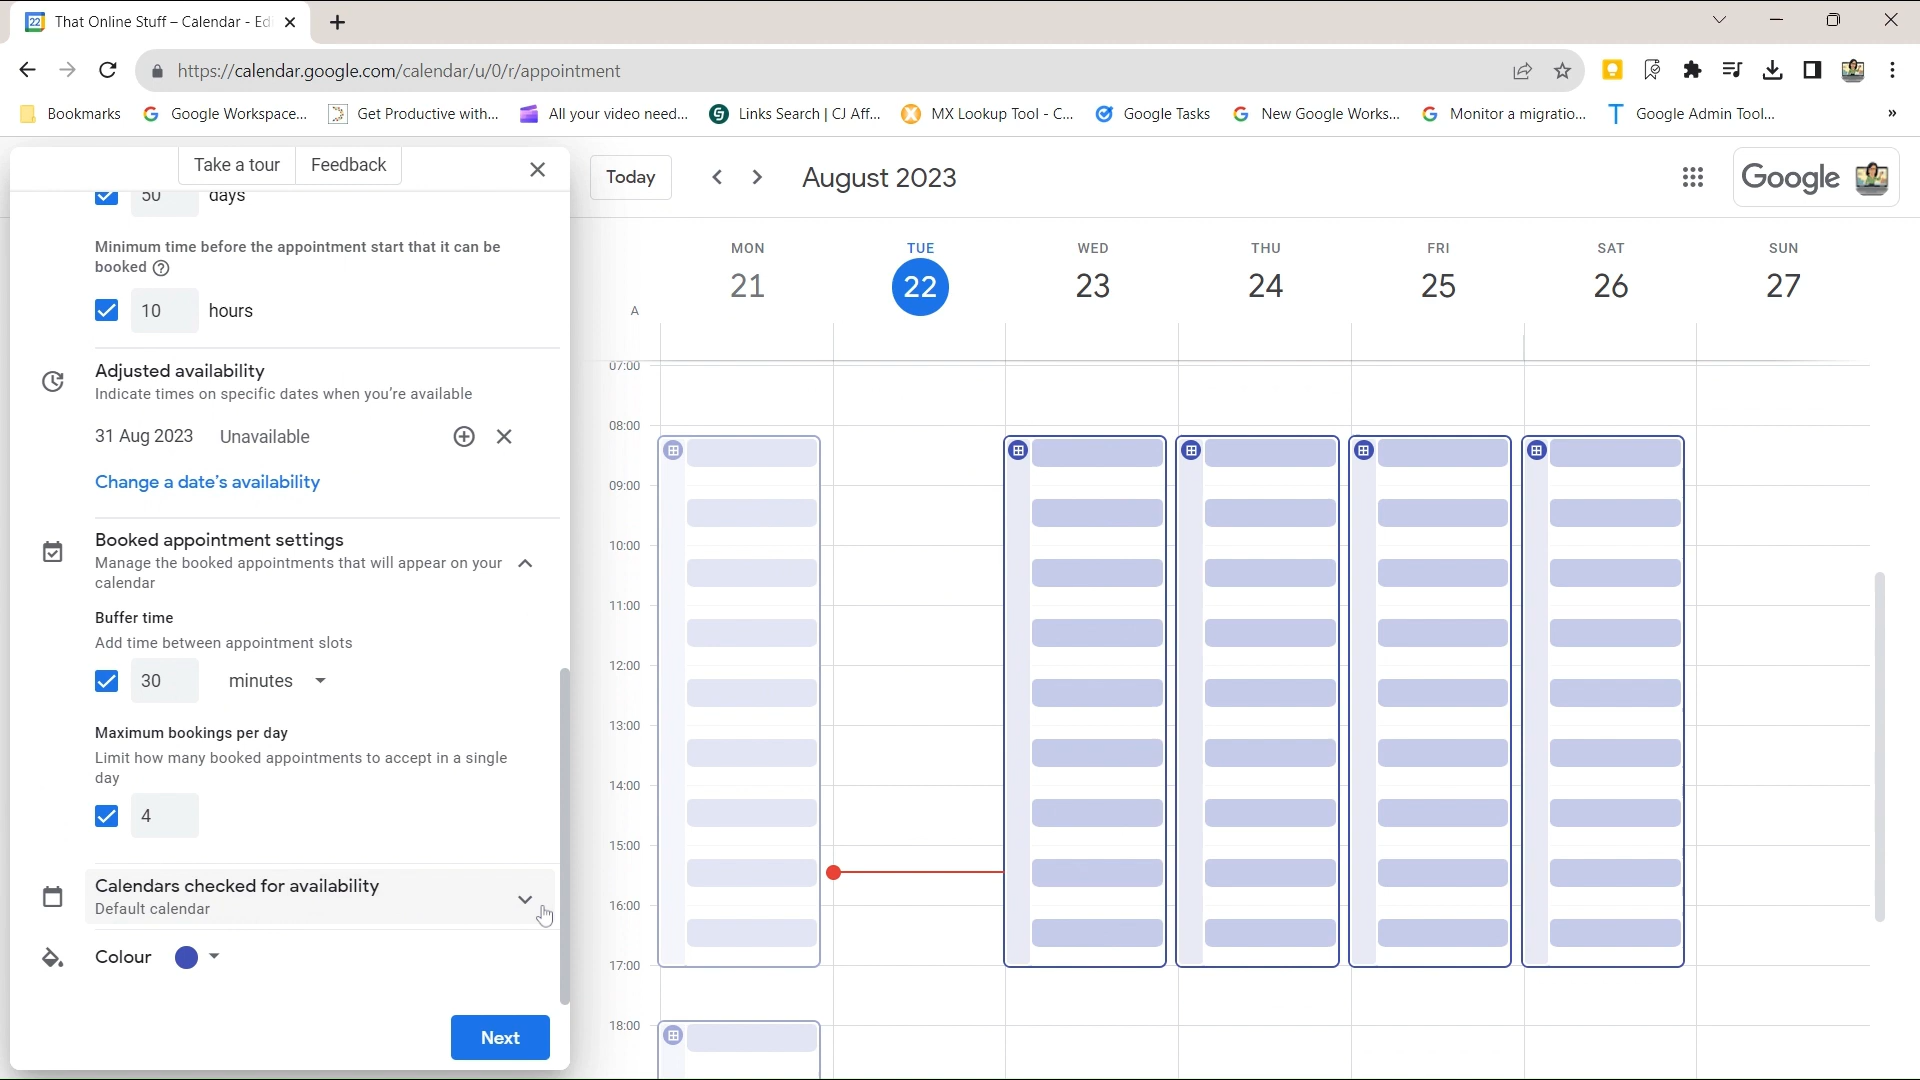 22 That Online Stuff – Calendar - Edi
https://calendar.google.com/calendar/u/0/r/appointment
Bookmarks Google Workspace... Get Productive with... All your video need... Links Search | CJ Aff... MX Lookup Tool - C... Google Tasks New Google Works... Monitor a migratio... Google Admin Tool... »
Take a tour Feedback
50 days
Minimum time before the appointment start that it can be
booked
10 hours
Adjusted availability
Indicate times on specific dates when you're available
31 Aug 2023 Unavailable
Change a date's availability
Booked appointment settings
Manage the booked appointments that will appear on your
calendar
Buffer time
Add time between appointment slots
30 minutes
Maximum bookings per day
Limit how many booked appointments to accept in a single
day
4
Calendars checked for availability
Default calendar
Colour
Next
Today August 2023 Google
MON TUE WED THU FRI SAT SUN
21 22 23 24 25 26 27
A
07:00
08:00
09:00
10:00
11:00
12:00
13:00
14:00
15:00
16:00
17:00
18:00